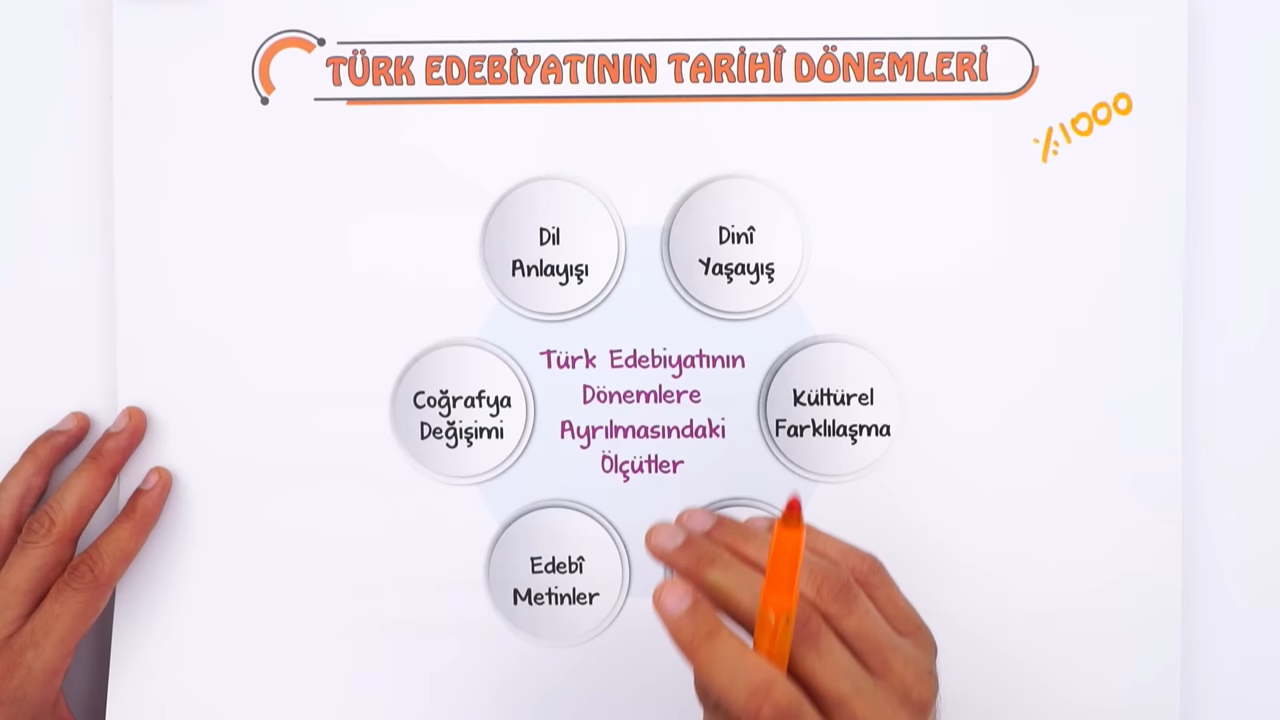 TÜRK EDEBİYATININ TARİHÎ DÖNEMLERİ
%1000
Dil
Anlayışı
Dinî
Yaşayış
Coğrafya
Değişimi
Türk Edebiyatının
Dönemlere
Ayrılmasındaki
Ölçütler
Kültürel
Farklılaşma
Edebî
Metinler